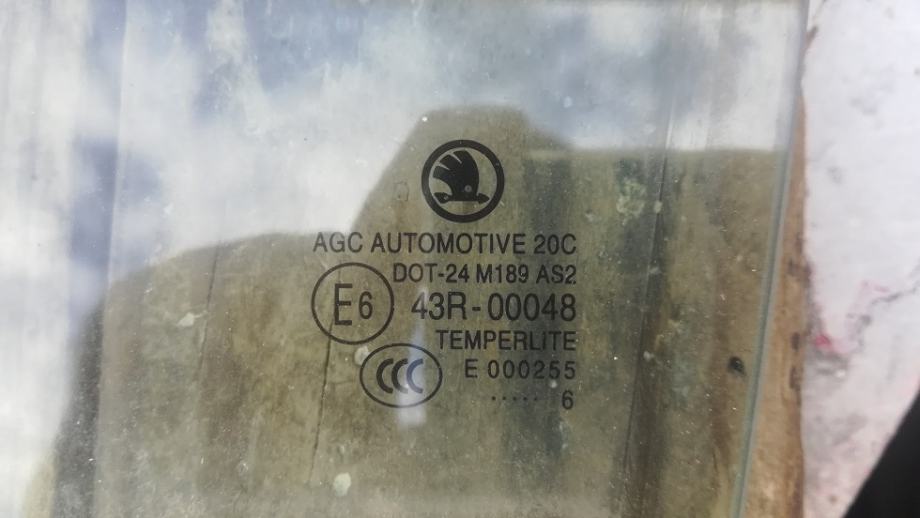 AGC AUTOMOTIVE 20C
DOT-24 M189 AS2
E6 43R-00048
TEMPERLITE
CCC E 000255
..... 6